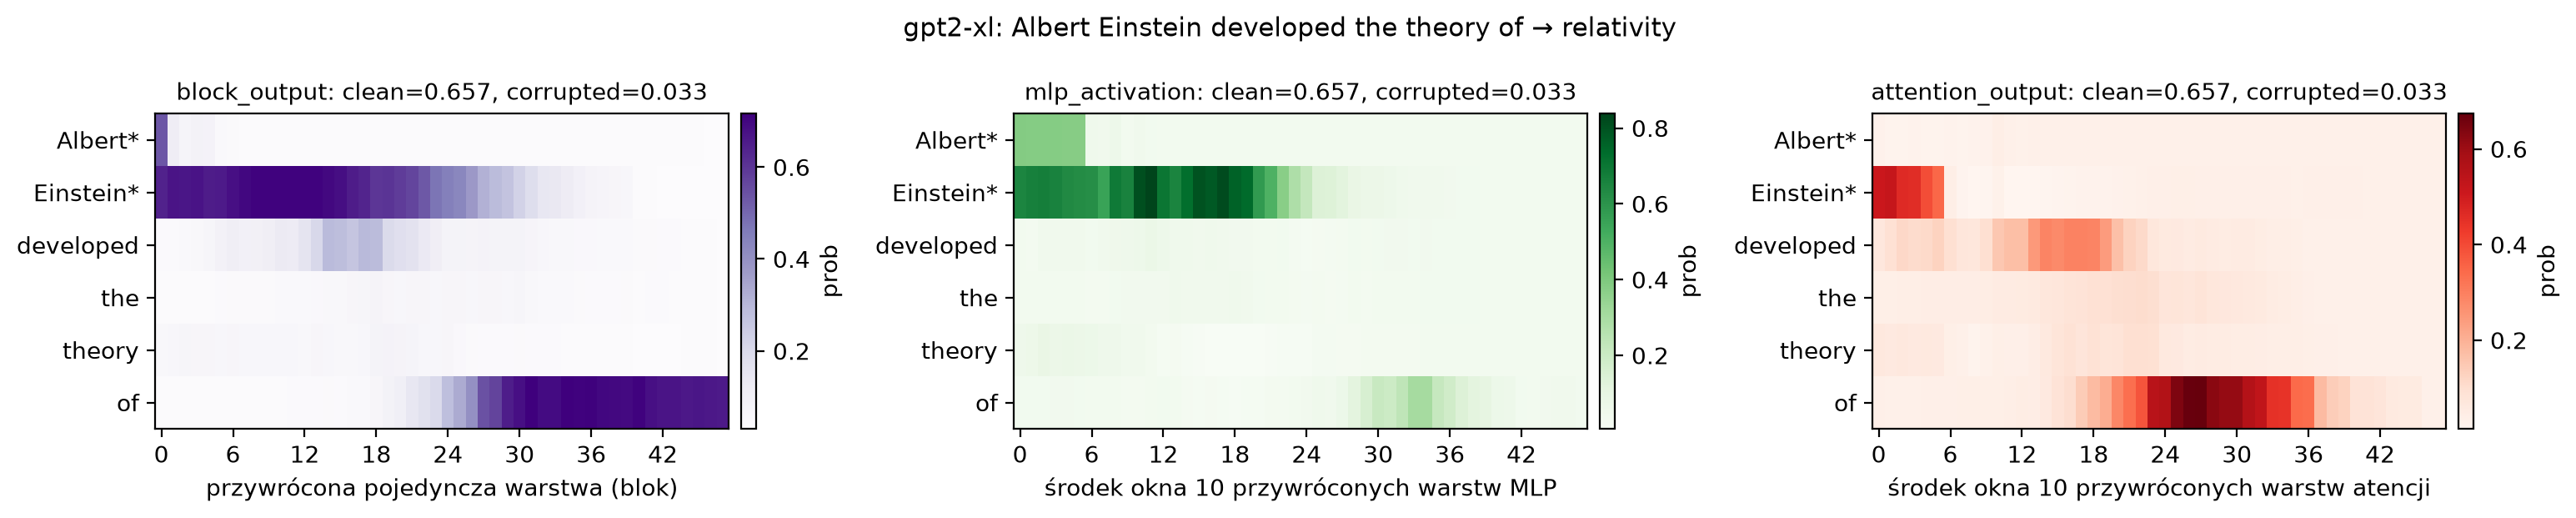 gpt2-xl: Albert Einstein developed the theory of → relativity
block_output: clean=0.657, corrupted=0.033
Albert*
Einstein*
developed
the
theory
of
0 6 12 18 24 30 36 42
przywrócona pojedyncza warstwa (blok)
0.6
0.4
0.2
prob
mlp_activation: clean=0.657, corrupted=0.033
Albert*
Einstein*
developed
the
theory
of
0 6 12 18 24 30 36 42
środek okna 10 przywróconych warstw MLP
0.8
0.6
0.4
0.2
prob
attention_output: clean=0.657, corrupted=0.033
Albert*
Einstein*
developed
the
theory
of
0 6 12 18 24 30 36 42
środek okna 10 przywróconych warstw atencji
0.6
0.4
0.2
prob